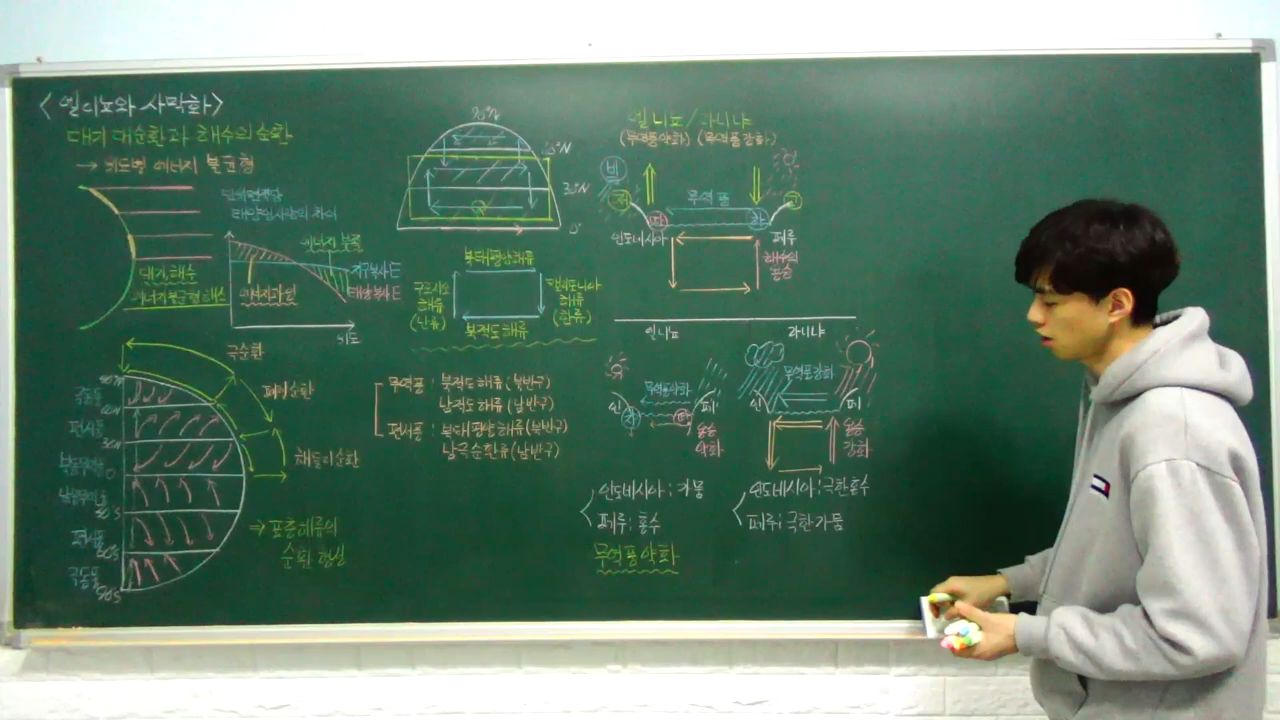 <엘니뇨와 사막화>
대기 대순환과 해수의 순환
→ 위도별 에너지 불균형
단위면적당
태양입사량의 차이
에너지 부족
지구복사E
태양복사E
에너지과잉
위도
대기, 해수
에너지불균형해소
극순환
페렐순환
해들리순환
극동풍
편서풍
편서풍
극동풍
⇒ 표층해류의
순환 형성
90°N
30°N
0°
북태평양해류
쿠로시오
해류
(난류)
캘리포니아
해류
(한류)
북적도해류
무역풍 : 북적도해류(북반구)
남적도해류(남반구)
편서풍 : 북태평양해류(북반구)
남극순환류(남반구)
엘니뇨/라니냐
(무역풍약화) (무역풍강화)
비
무역풍
인도네시아
페루
해수의
용승
엘니뇨
라니냐
무역풍약화
인
페
용승
약화
무역풍강화
인
페
용승
강화
인도네시아 : 가뭄
페루 : 홍수
무역풍약화
인도네시아 : 극한홍수
페루 : 극한가뭄